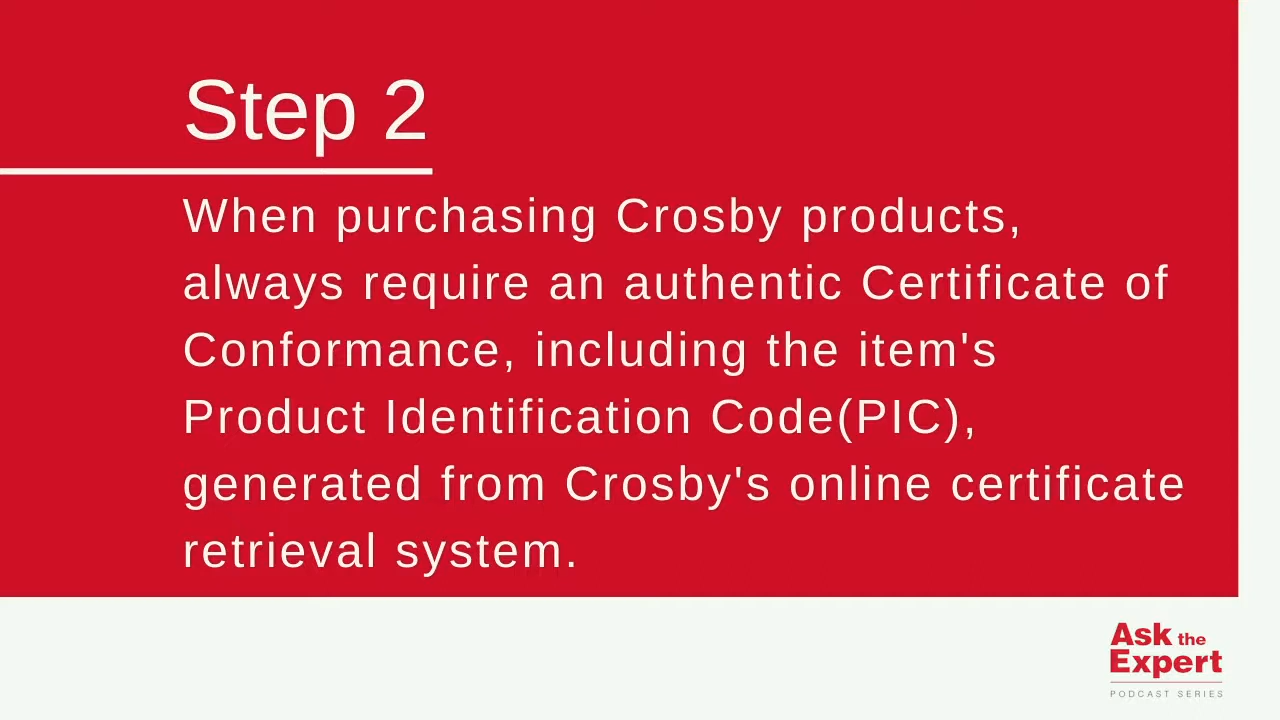 Step 2
When purchasing Crosby products,
always require an authentic Certificate of
Conformance, including the item's
Product Identification Code(PIC),
generated from Crosby's online certificate
retrieval system.
Ask the
Expert
PODCAST SERIES